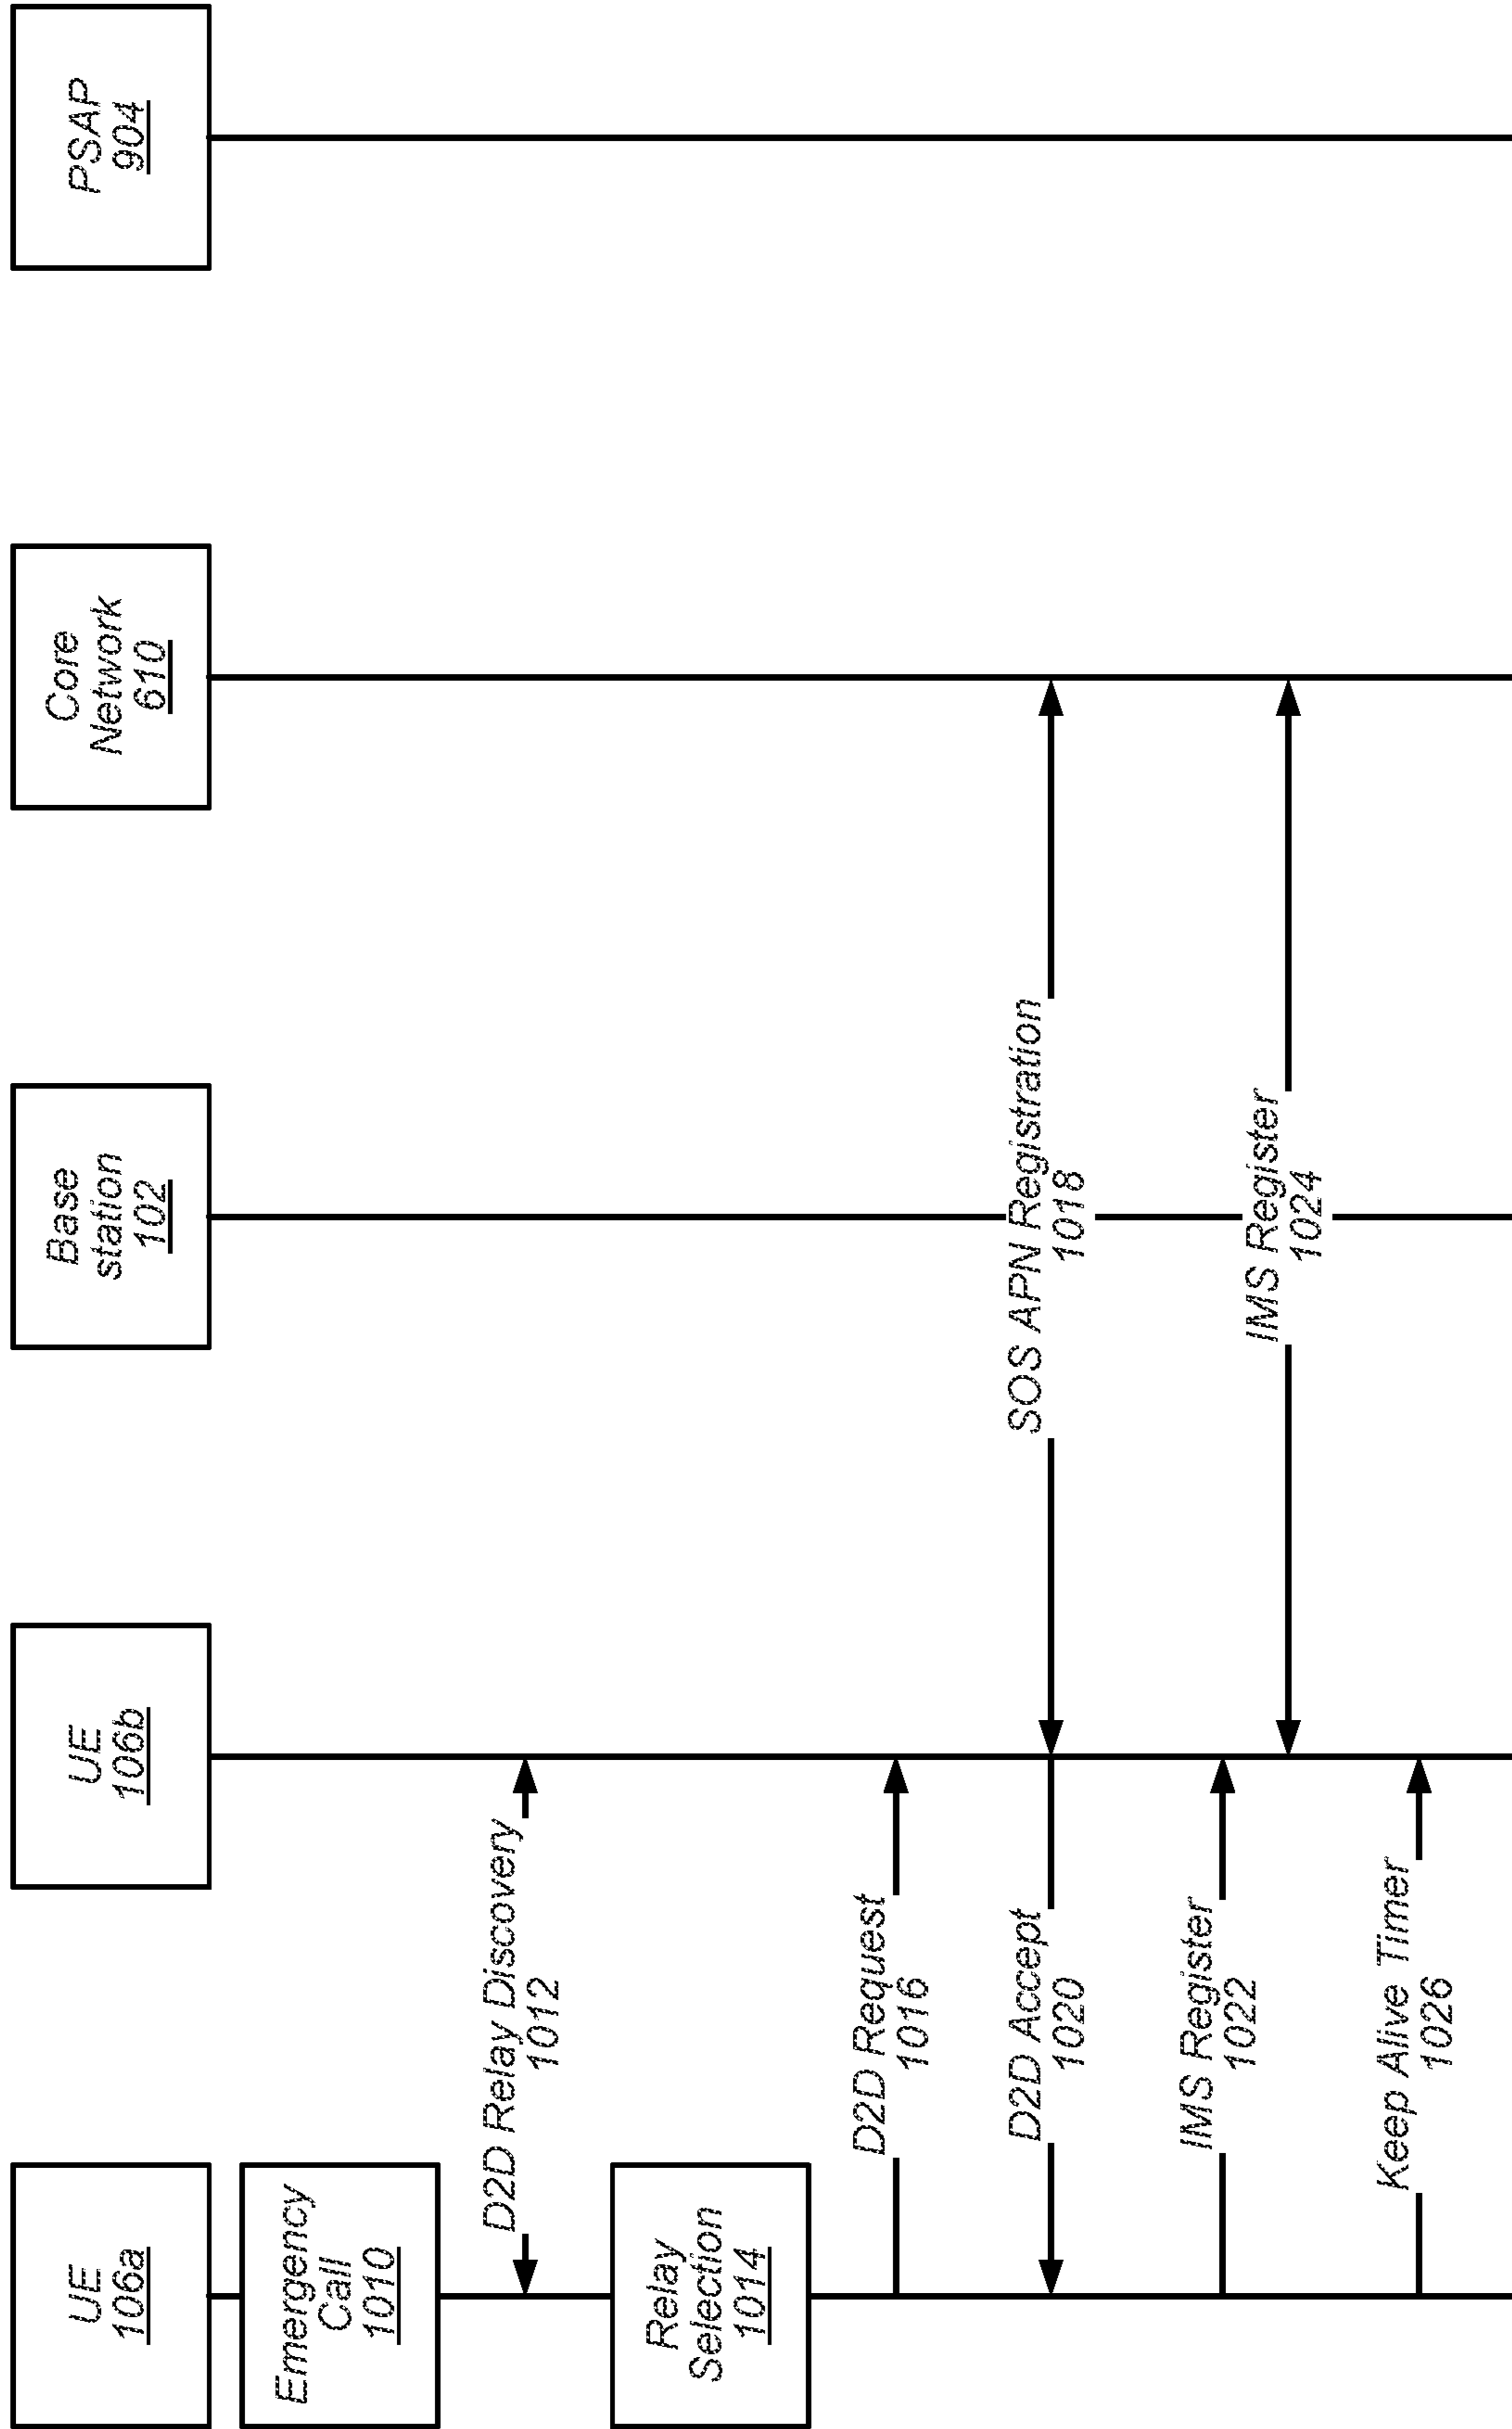 UE
106a
UE
106b
Base
station
102
Core
Network
610
PSAP
904
Emergency
Call
1010
D2D Relay Discovery
1012
Relay
Selection
1014
D2D Request
1016
SOS APN Registration
1018
D2D Accept
1020
IMS Register
1022
IMS Register
1024
Keep Alive Timer
1026